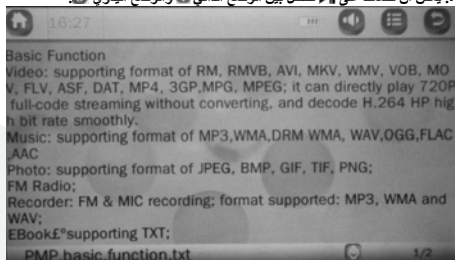 16:27
Basic Function
Video: supporting format of RM, RMVB, AVI, MKV, WMV, VOB, MO
V, FLV, ASF, DAT, MP4, 3GP,MPG, MPEG; it can directly play 720P
full-code streaming without converting, and decode H.264 HP hig
h bit rate smoothly.
Music: supporting format of MP3,WMA,DRM WMA, WAV,OGG,FLAC
,AAC
Photo: supporting format of JPEG, BMP, GIF, TIF, PNG;
FM Radio;
Recorder: FM & MIC recording; format supported: MP3, WMA and
WAV;
EBook£ºsupporting TXT;
PMP basic function.txt
1/2